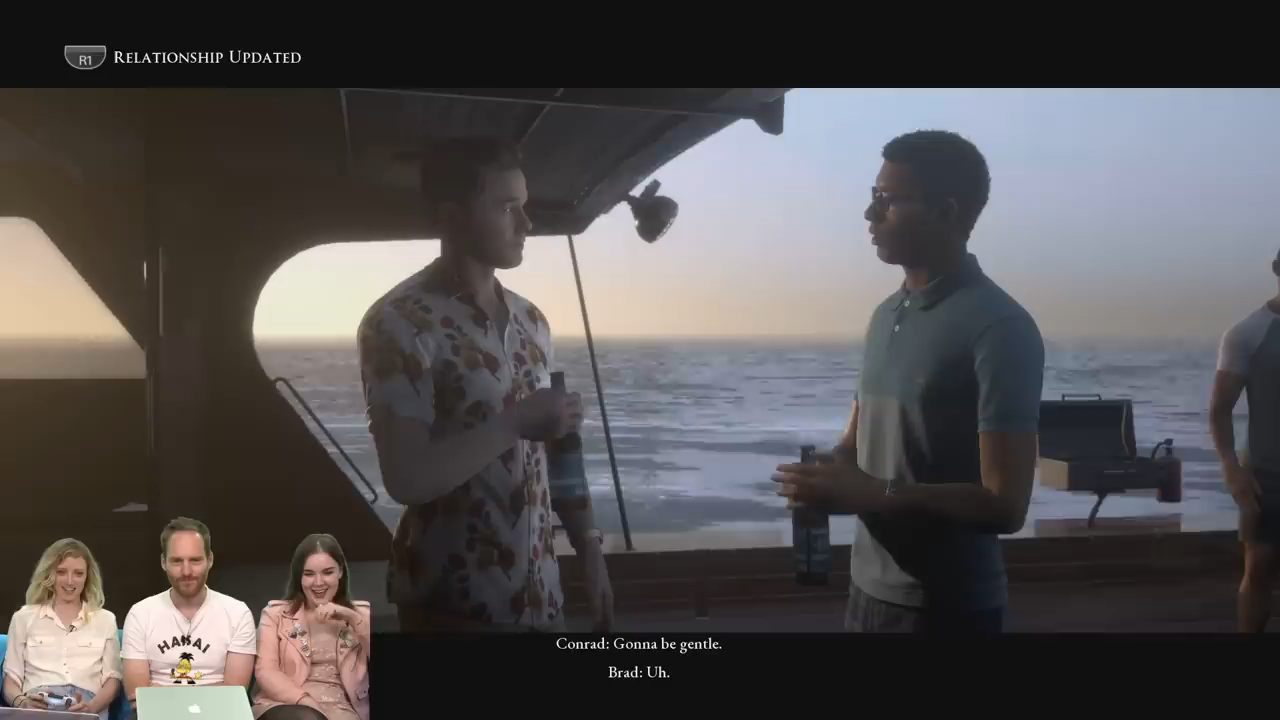 R1 RELATIONSHIP UPDATED
HAWAI
Conrad: Gonna be gentle.
Brad: Uh.